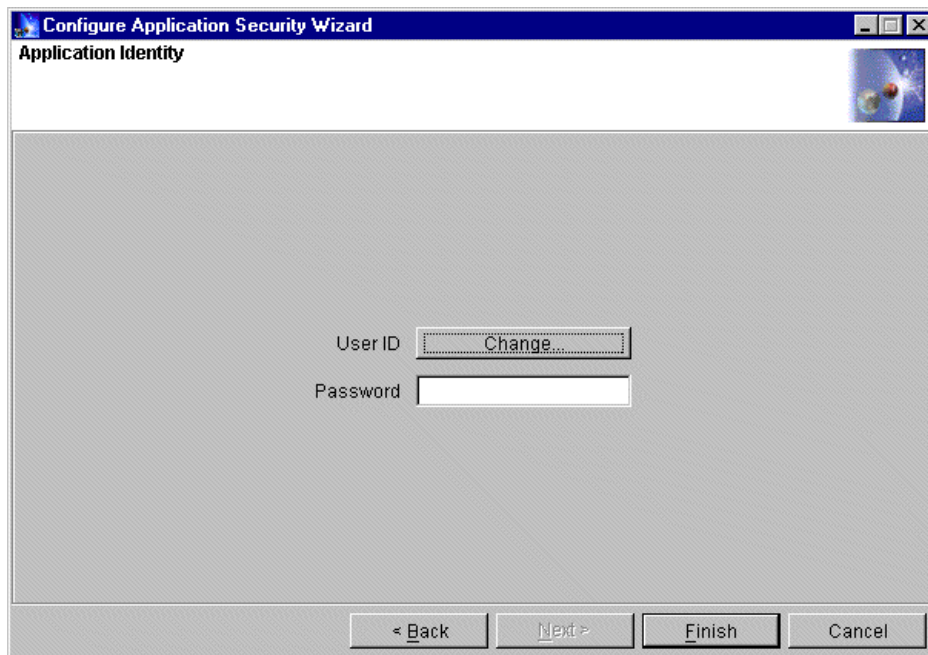 Configure Application Security Wizard
Application Identity
User ID Change...
Password
< Back Next > Finish Cancel